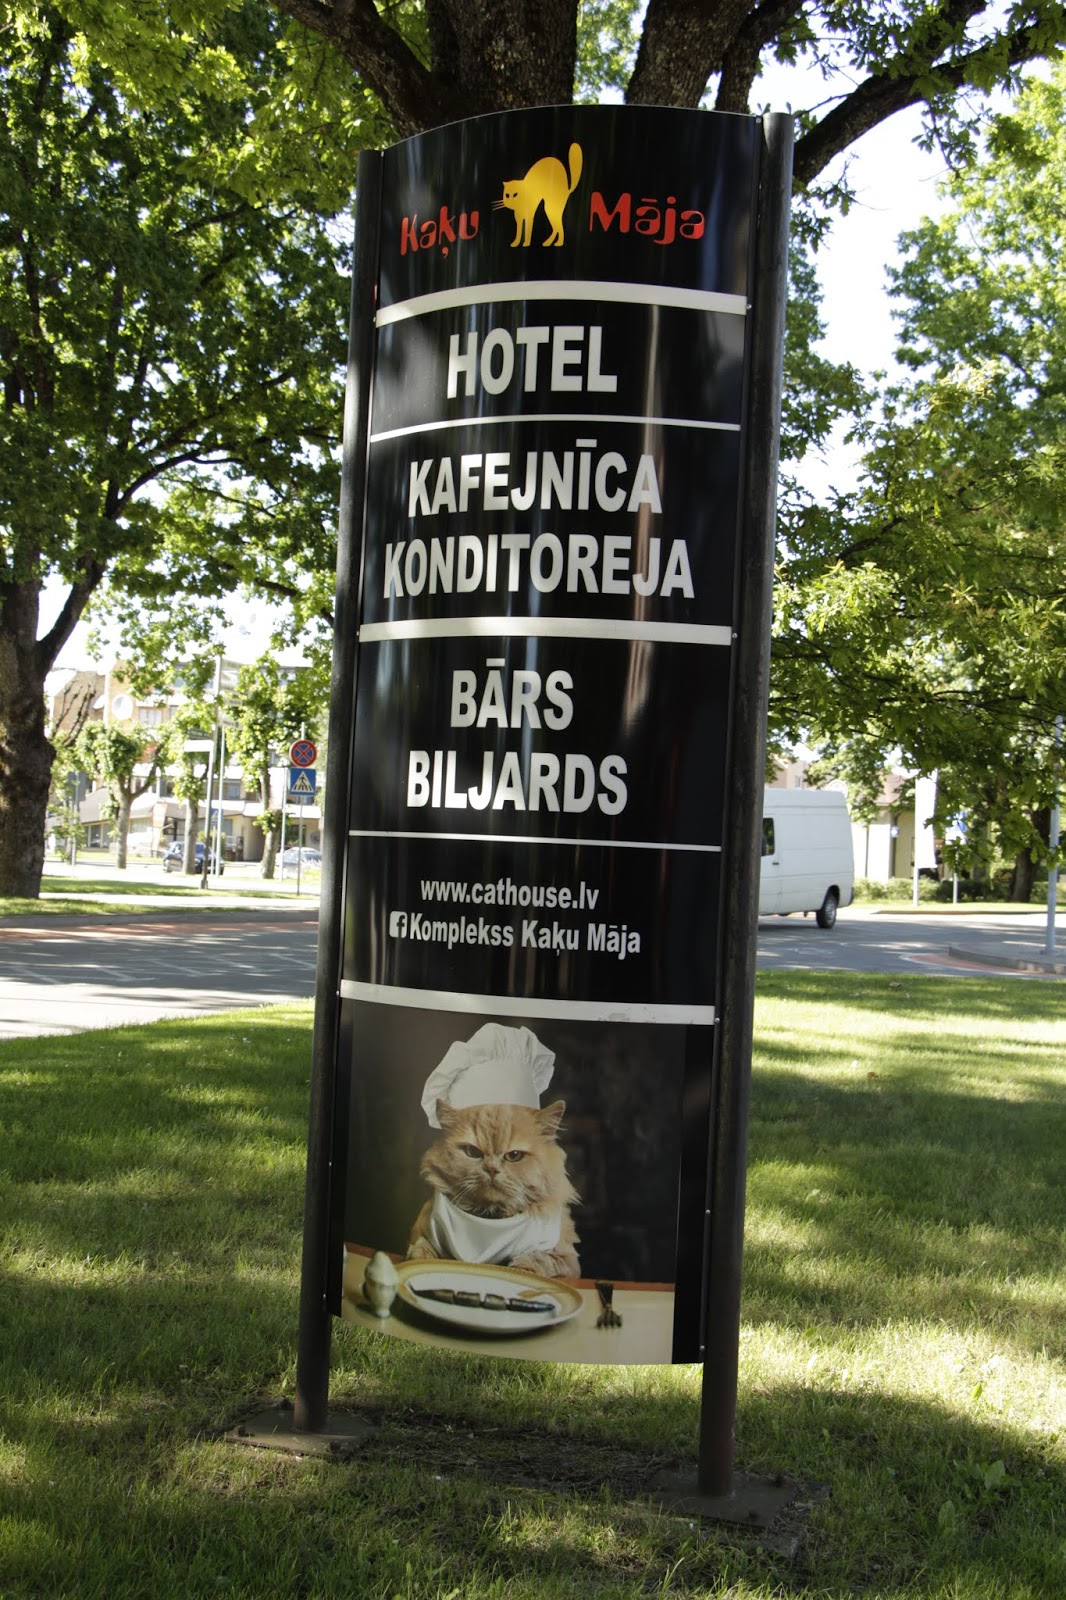 Kaķu Māja
HOTEL
KAFEJNĪCA
KONDITOREJA
BĀRS
BILJARDS
www.cathouse.lv
Komplekss Kaķu Māja